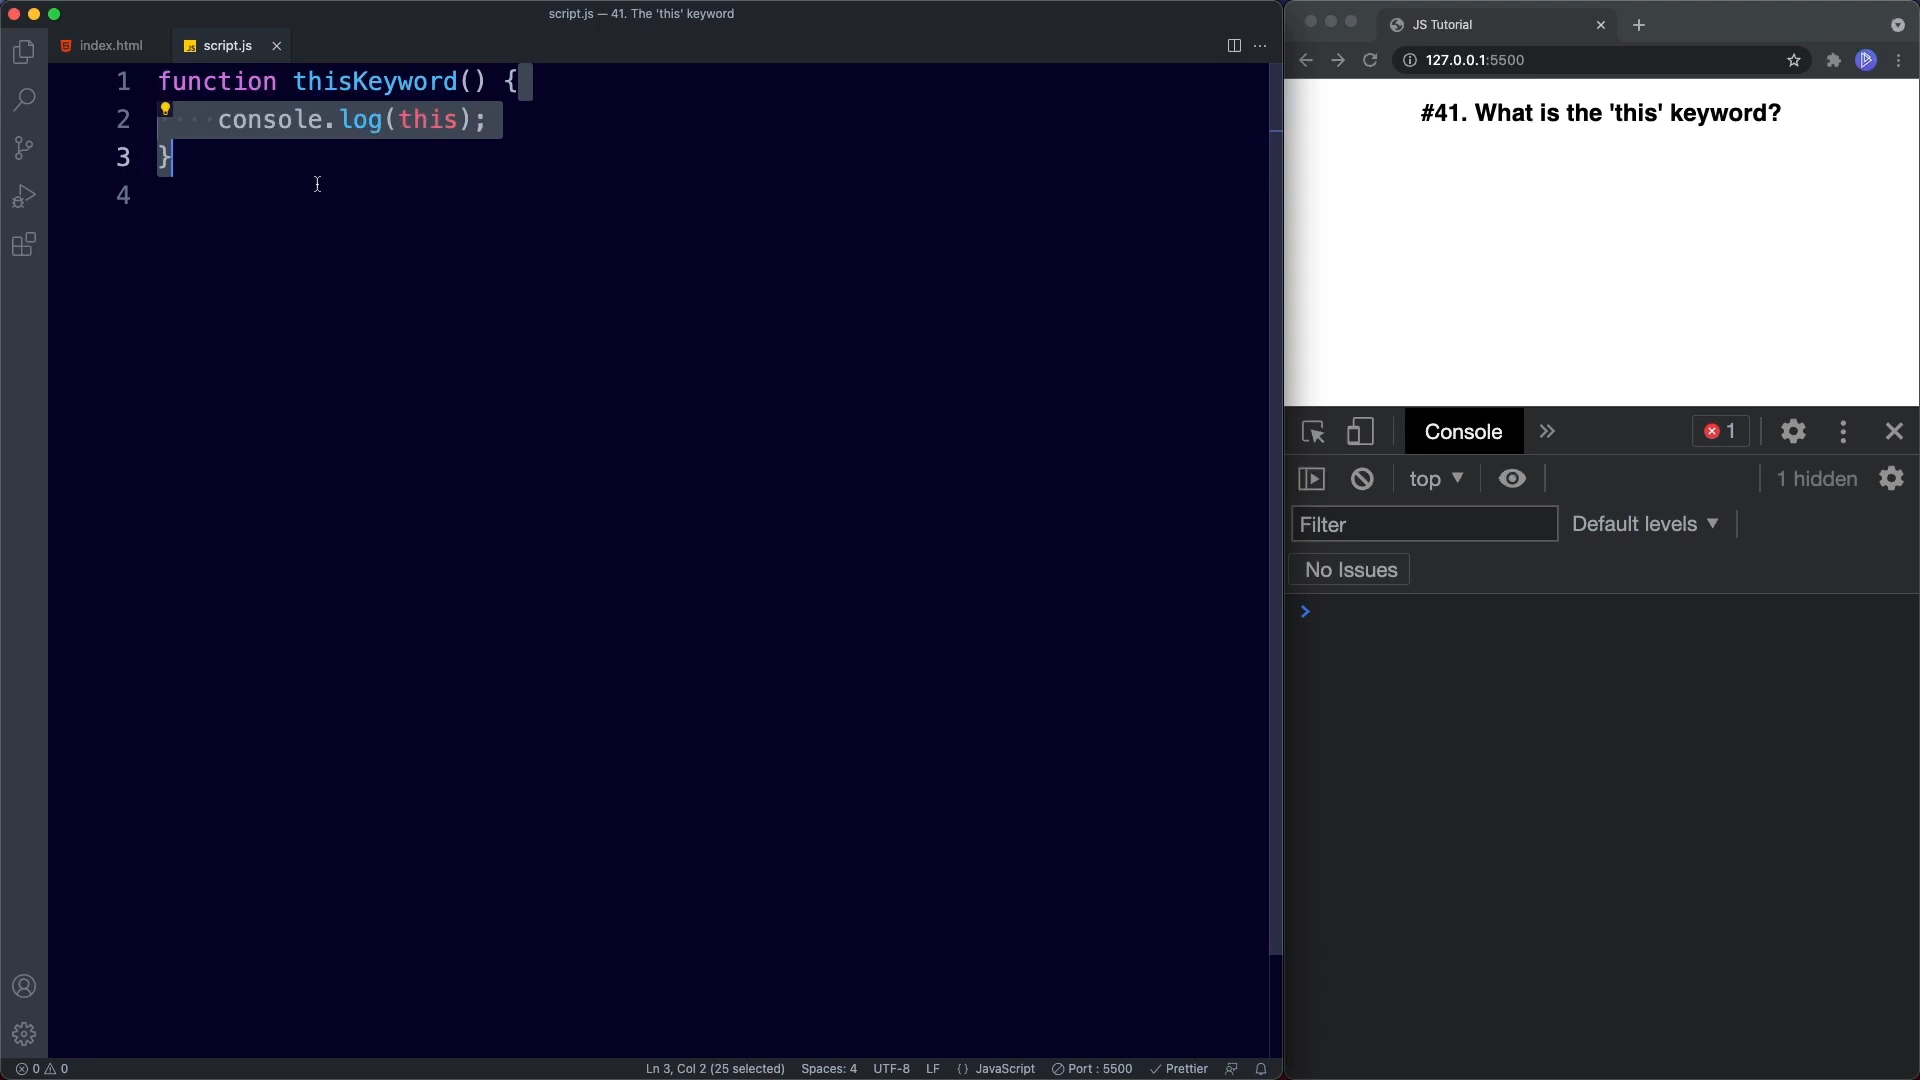 script.js — 41. The 'this' keyword
index.html
script.js
1 function thisKeyword() {
2 console.log(this);
3 }
4
0 0
Ln 3, Col 2 (25 selected)
Spaces: 4
UTF-8
LF
{} JavaScript
Port : 5500
Prettier
JS Tutorial
127.0.0.1:5500
#41. What is the 'this' keyword?
Console
1
top
1 hidden
Filter
Default levels
No Issues